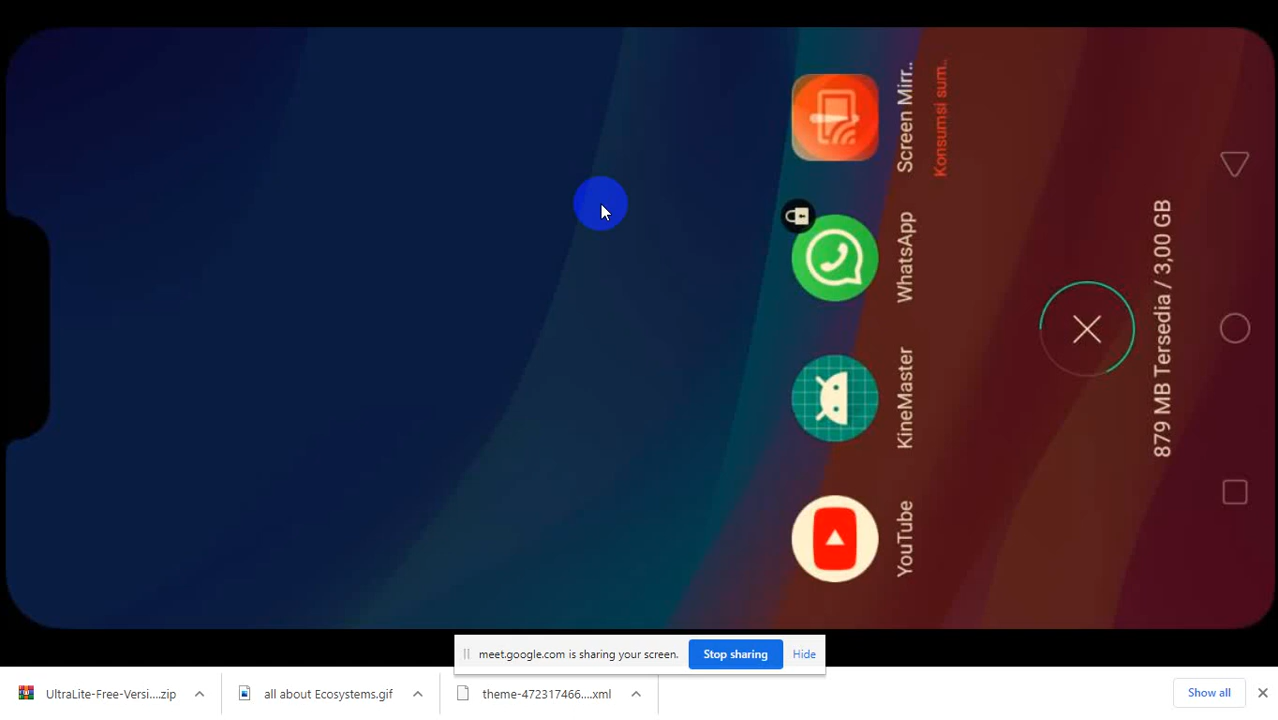 YouTube
KineMaster
WhatsApp
Screen Mirr..
Konsumsi sum..
879 MB Tersedia / 3,00 GB
meet.google.com is sharing your screen.
Stop sharing
Hide
UltraLite-Free-Versi....zip
all about Ecosystems.gif
theme-472317466....xml
Show all